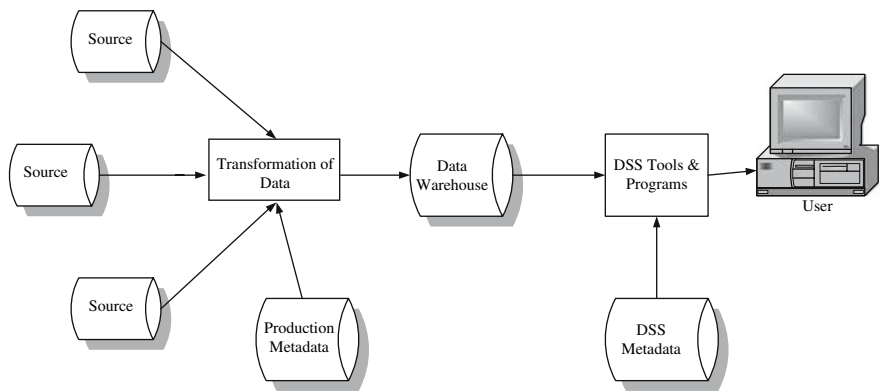 Source
Source
Transformation of
Data
Data
Warehouse
DSS Tools &
Programs
User
Source
Production
Metadata
DSS
Metadata